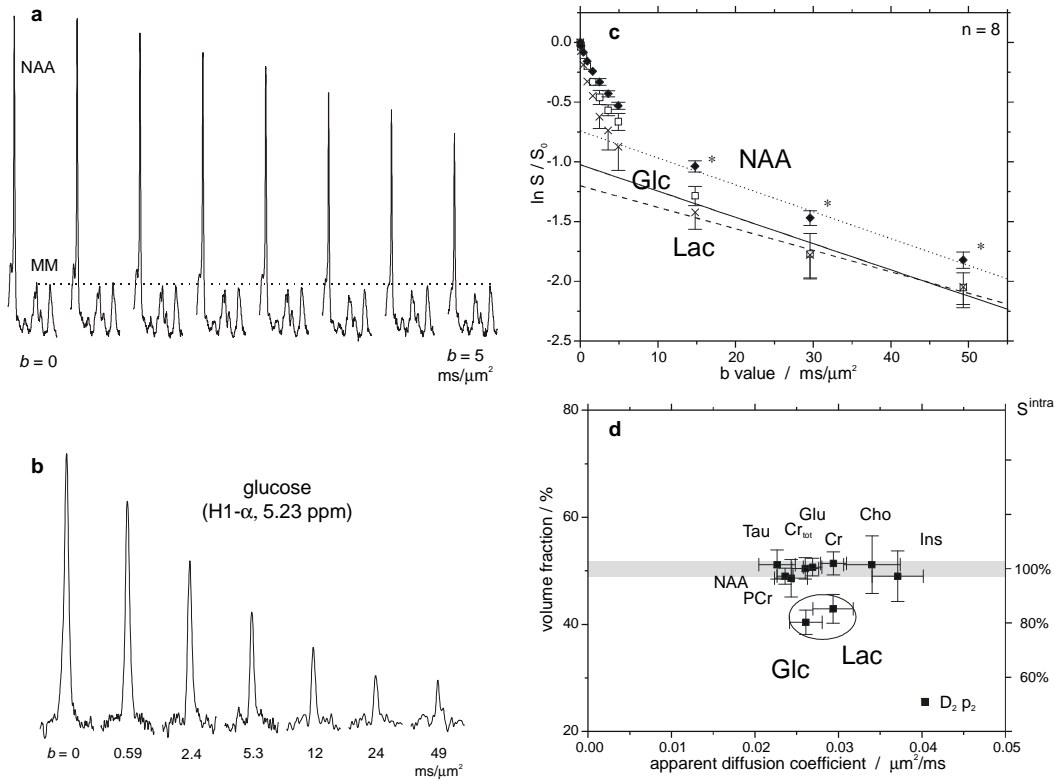 a
NAA
MM
b = 0
b = 5
ms/μm²
b
glucose
(H1-α, 5.23 ppm)
b = 0 0.59 2.4 5.3 12 24 49
ms/μm²
c
n = 8
0.0
-0.5
-1.0
-1.5
-2.0
-2.5
ln S / S₀
NAA
Glc
Lac
*
*
*
0 10 20 30 40 50
b value / ms/μm²
d
80
60
40
20
volume fraction / %
Sⁱⁿᵗʳᵃ
100%
80%
60%
Tau
Crₜₒₜ
Glu
Cr
Cho
Ins
NAA
PCr
Glc
Lac
D₂ p₂
0.00 0.01 0.02 0.03 0.04 0.05
apparent diffusion coefficient / μm²/ms